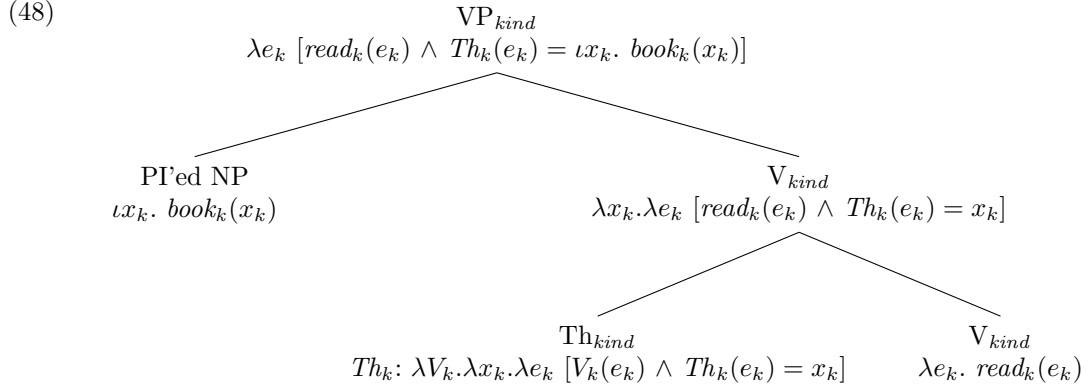 (48)
VP_kind
λe_k [read_k(e_k) ∧ Th_k(e_k) = ιx_k. book_k(x_k)]
PI'ed NP V_kind
ιx_k. book_k(x_k) λx_k.λe_k [read_k(e_k) ∧ Th_k(e_k) = x_k]
Th_kind V_kind
Th_k: λV_k.λx_k.λe_k [V_k(e_k) ∧ Th_k(e_k) = x_k] λe_k. read_k(e_k)